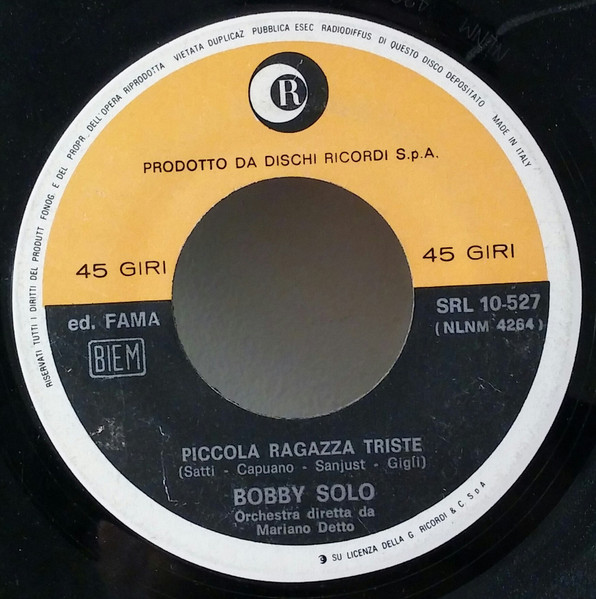 RISERVATI TUTTI I DIRITTI DEL PRODUTT FONOG. E DEL PROPR. DELL'OPERA RIPRODOTTA VIETATA DUPLICAZ PUBBLICA ESEC RADIODIFFUS DI QUESTO DISCO DEPOSITATO MADE IN ITALY
R
PRODOTTO DA DISCHI RICORDI S.p.A.
45 GIRI
45 GIRI
ed. FAMA
SRL 10-527
BIEM
(NLNM 4264)
PICCOLA RAGAZZA TRISTE
(Satti - Capuano - Sanjust - Gigli)
BOBBY SOLO
Orchestra diretta da
Mariano Detto
SU LICENZA DELLA G. RICORDI & C. SpA